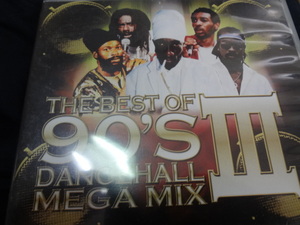 THE BEST OF
90'S III
DANCEHALL
MEGA MIX